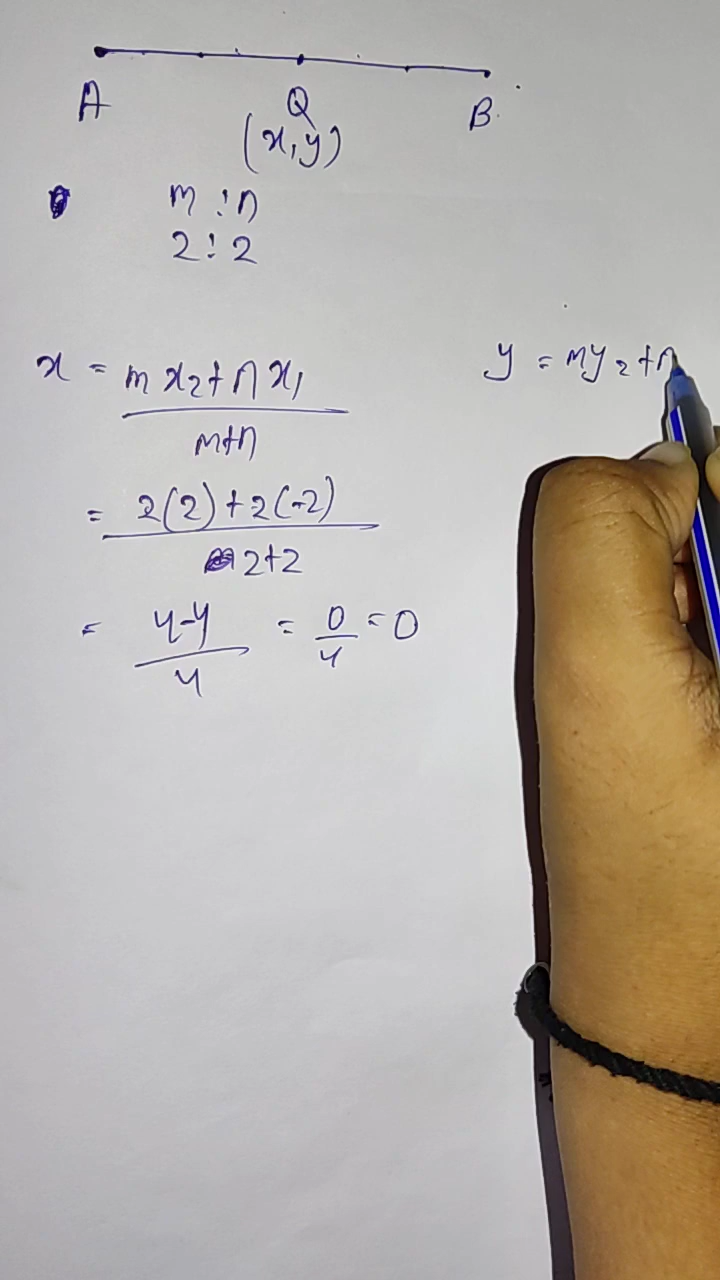 A Q B
(x,y)
m : n
2 : 2
x = mx₂+nx₁
m+n
= 2(2)+2(-2)
2+2
= 4-4 = 0 = 0
4 4
y = my₂+n